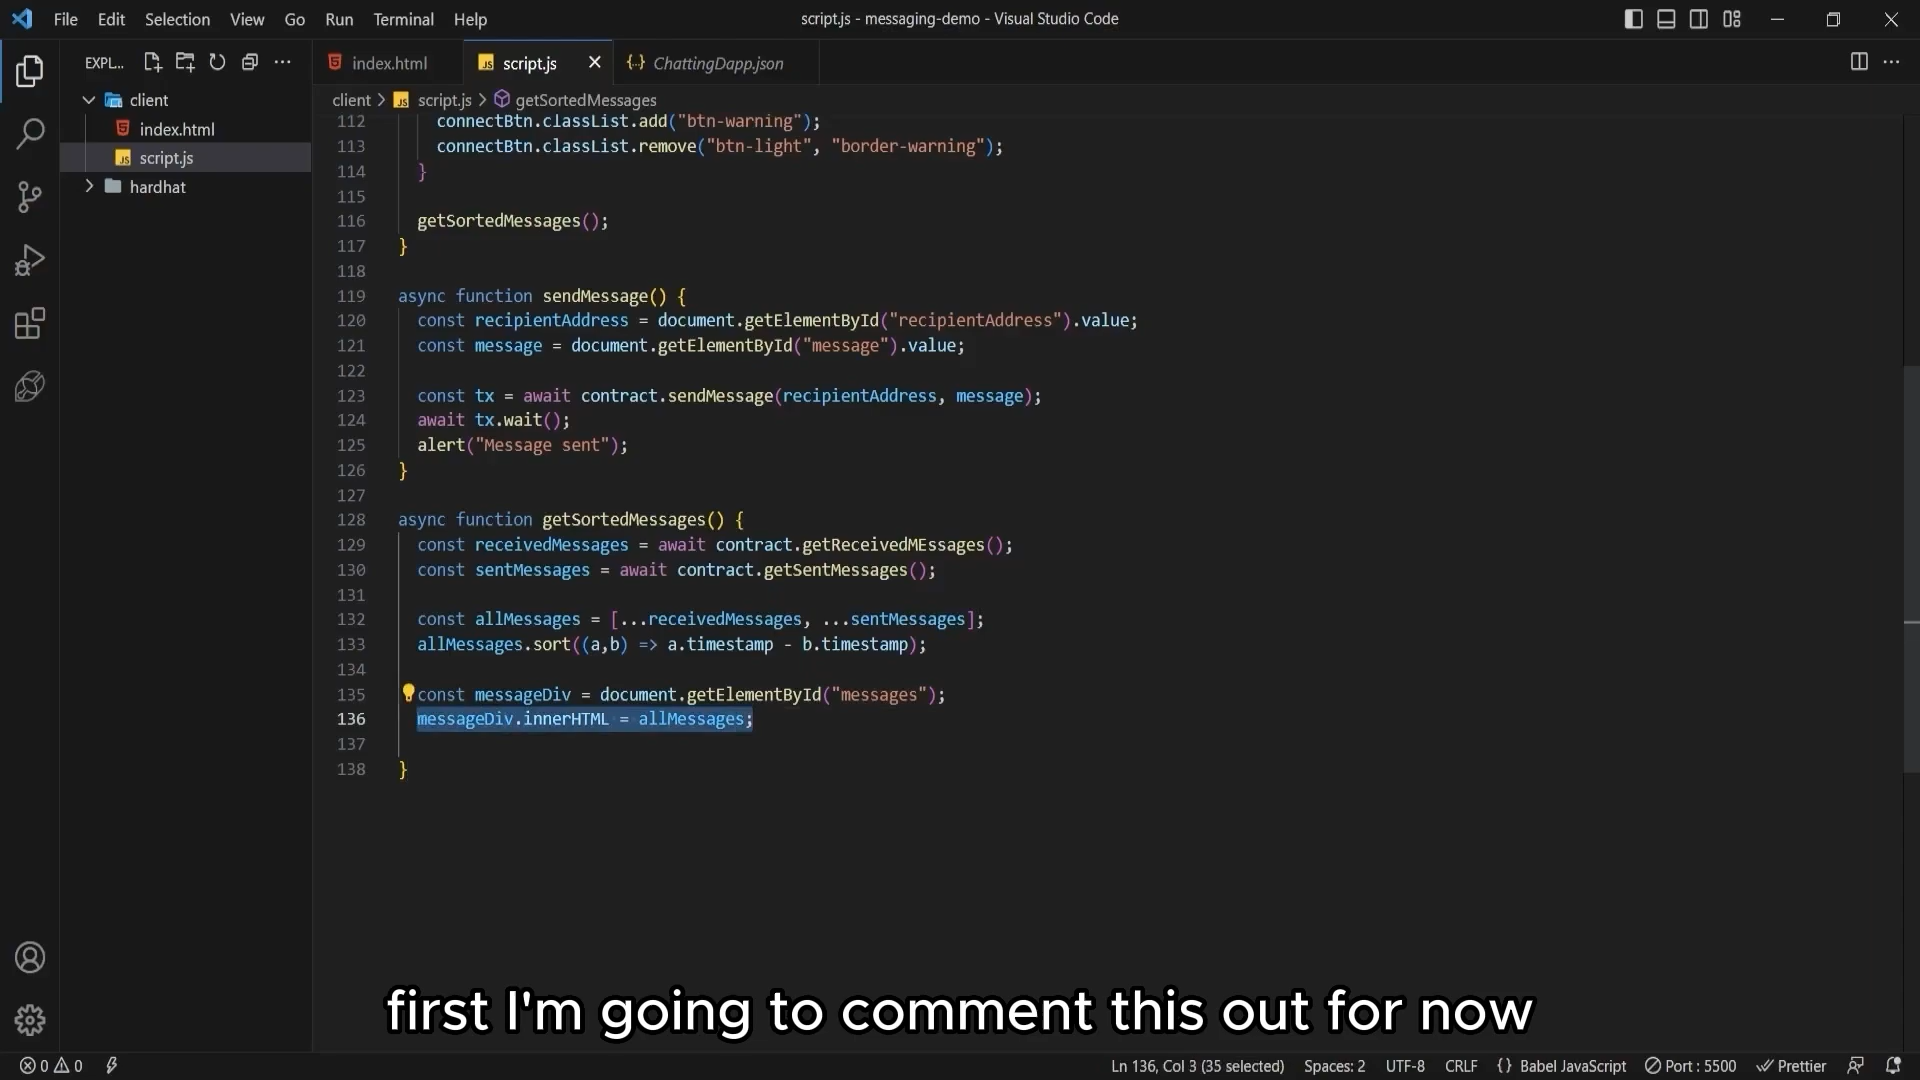 File Edit Selection View Go Run Terminal Help
script.js - messaging-demo - Visual Studio Code
EXPL...
client
index.html
script.js
hardhat
index.html
script.js
ChattingDapp.json
client > script.js > getSortedMessages
112 connectBtn.classList.add("btn-warning");
113 connectBtn.classList.remove("btn-light", "border-warning");
114 }
115
116 getSortedMessages();
117 }
118
119 async function sendMessage() {
120 const recipientAddress = document.getElementById("recipientAddress").value;
121 const message = document.getElementById("message").value;
122
123 const tx = await contract.sendMessage(recipientAddress, message);
124 await tx.wait();
125 alert("Message sent");
126 }
127
128 async function getSortedMessages() {
129 const receivedMessages = await contract.getReceivedMEssages();
130 const sentMessages = await contract.getSentMessages();
131
132 const allMessages = [...receivedMessages, ...sentMessages];
133 allMessages.sort((a,b) => a.timestamp - b.timestamp);
134
135 const messageDiv = document.getElementById("messages");
136 messageDiv.innerHTML = allMessages;
137
138 }
first I'm going to comment this out for now
0 0
Ln 136, Col 3 (35 selected) Spaces: 2 UTF-8 CRLF {} Babel JavaScript Port : 5500 Prettier